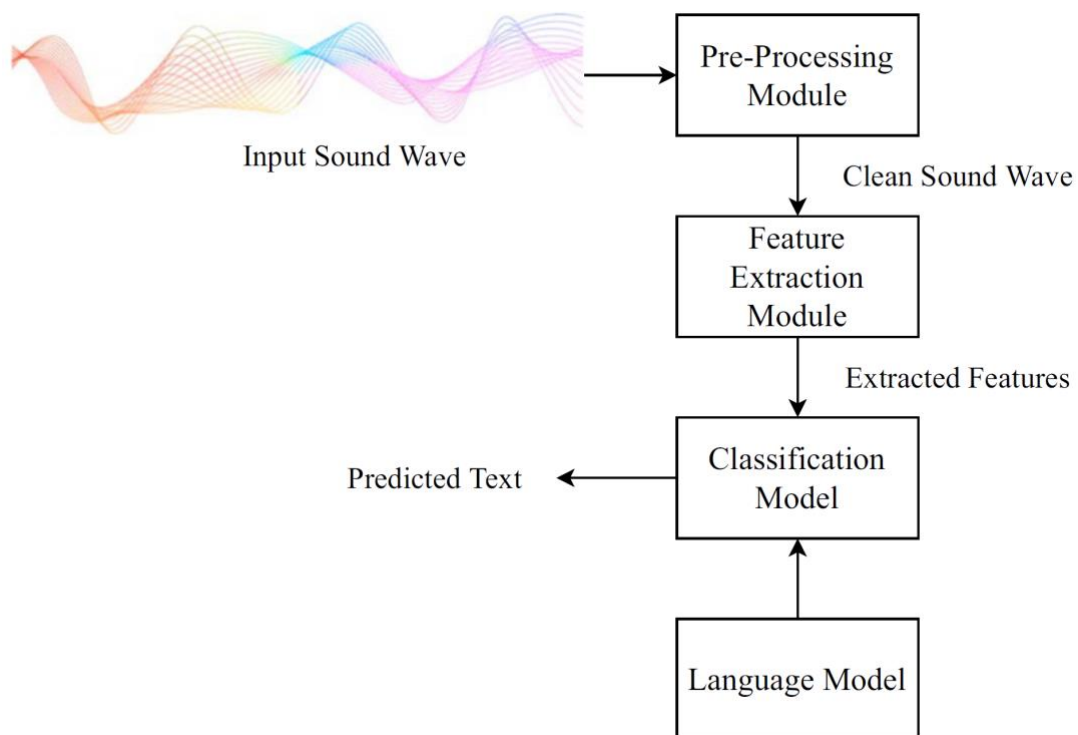 Pre-Processing
Module
Input Sound Wave
Clean Sound Wave
Feature
Extraction
Module
Extracted Features
Classification
Model
Predicted Text
Language Model